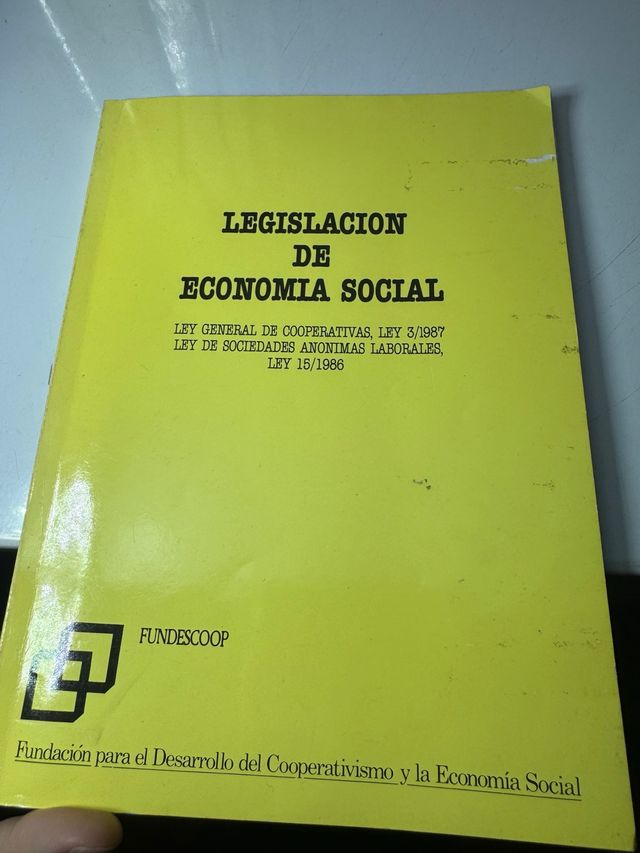 LEGISLACION
DE
ECONOMIA SOCIAL
LEY GENERAL DE COOPERATIVAS, LEY 3/1987
LEY DE SOCIEDADES ANONIMAS LABORALES,
LEY 15/1986
FUNDESCOOP
Fundación para el Desarrollo del Cooperativismo y la Economía Social